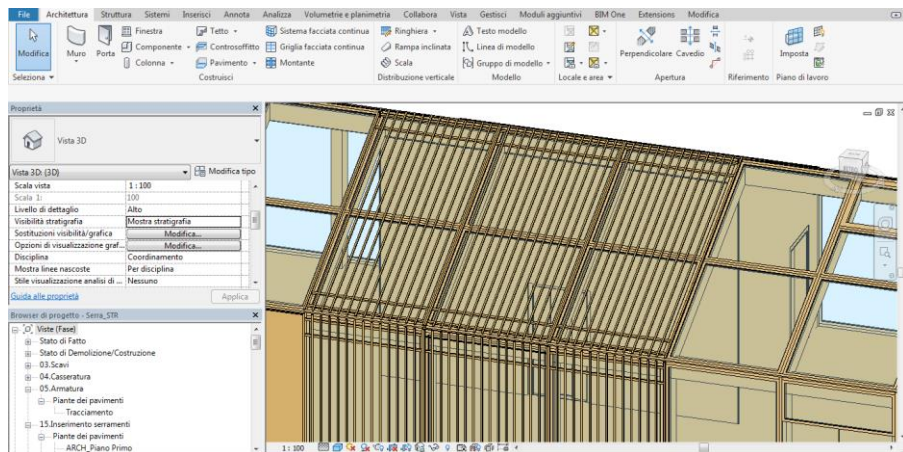 File Architettura Struttura Sistemi Inserisci Annota Analizza Volumetrie e planimetria Collabora Vista Gestisci Moduli aggiuntivi BIM One Extensions Modifica
Modifica
Muro
Porta
Finestra
Componente
Colonna
Tetto
Controsoffitto
Pavimento
Sistema facciata continua
Griglia facciata continua
Montante
Ringhiera
Rampa inclinata
Scala
Testo modello
Linea di modello
Gruppo di modello
Perpendicolare
Cavedio
Imposta
Seleziona Costruisci Distribuzione verticale Modello Locale e area Apertura Riferimento Piano di lavoro
Proprietà
Vista 3D
Vista 3D: (3D) Modifica tipo
Scala vista 1 : 100
Scala 1: 100
Livello di dettaglio Alto
Visibilità stratigrafia Mostra stratigrafia
Sostituzioni visibilità/grafica Modifica...
Opzioni di visualizzazione graf... Modifica...
Disciplina Coordinamento
Mostra linee nascoste Per disciplina
Stile visualizzazione analisi di ... Nessuno
Guida alle proprietà Applica
Browser di progetto - Serra_STR
Viste (Fase)
Stato di Fatto
Stato di Demolizione/Costruzione
03.Scavi
04.Casseratura
05.Armatura
Piante dei pavimenti
Tracciamento
15.Inserimento serramenti
Piante dei pavimenti
ARCH_Piano Primo
1 : 100